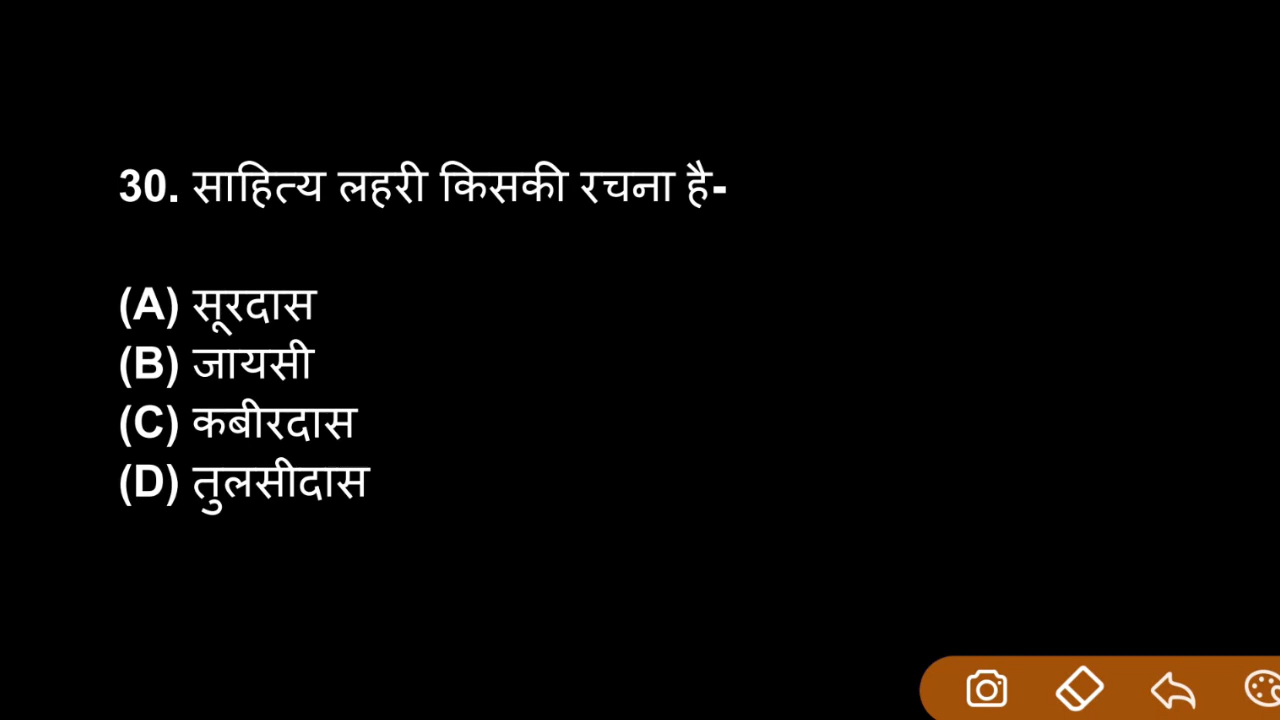 30. साहित्य लहरी किसकी रचना है-
(A) सूरदास
(B) जायसी
(C) कबीरदास
(D) तुलसीदास